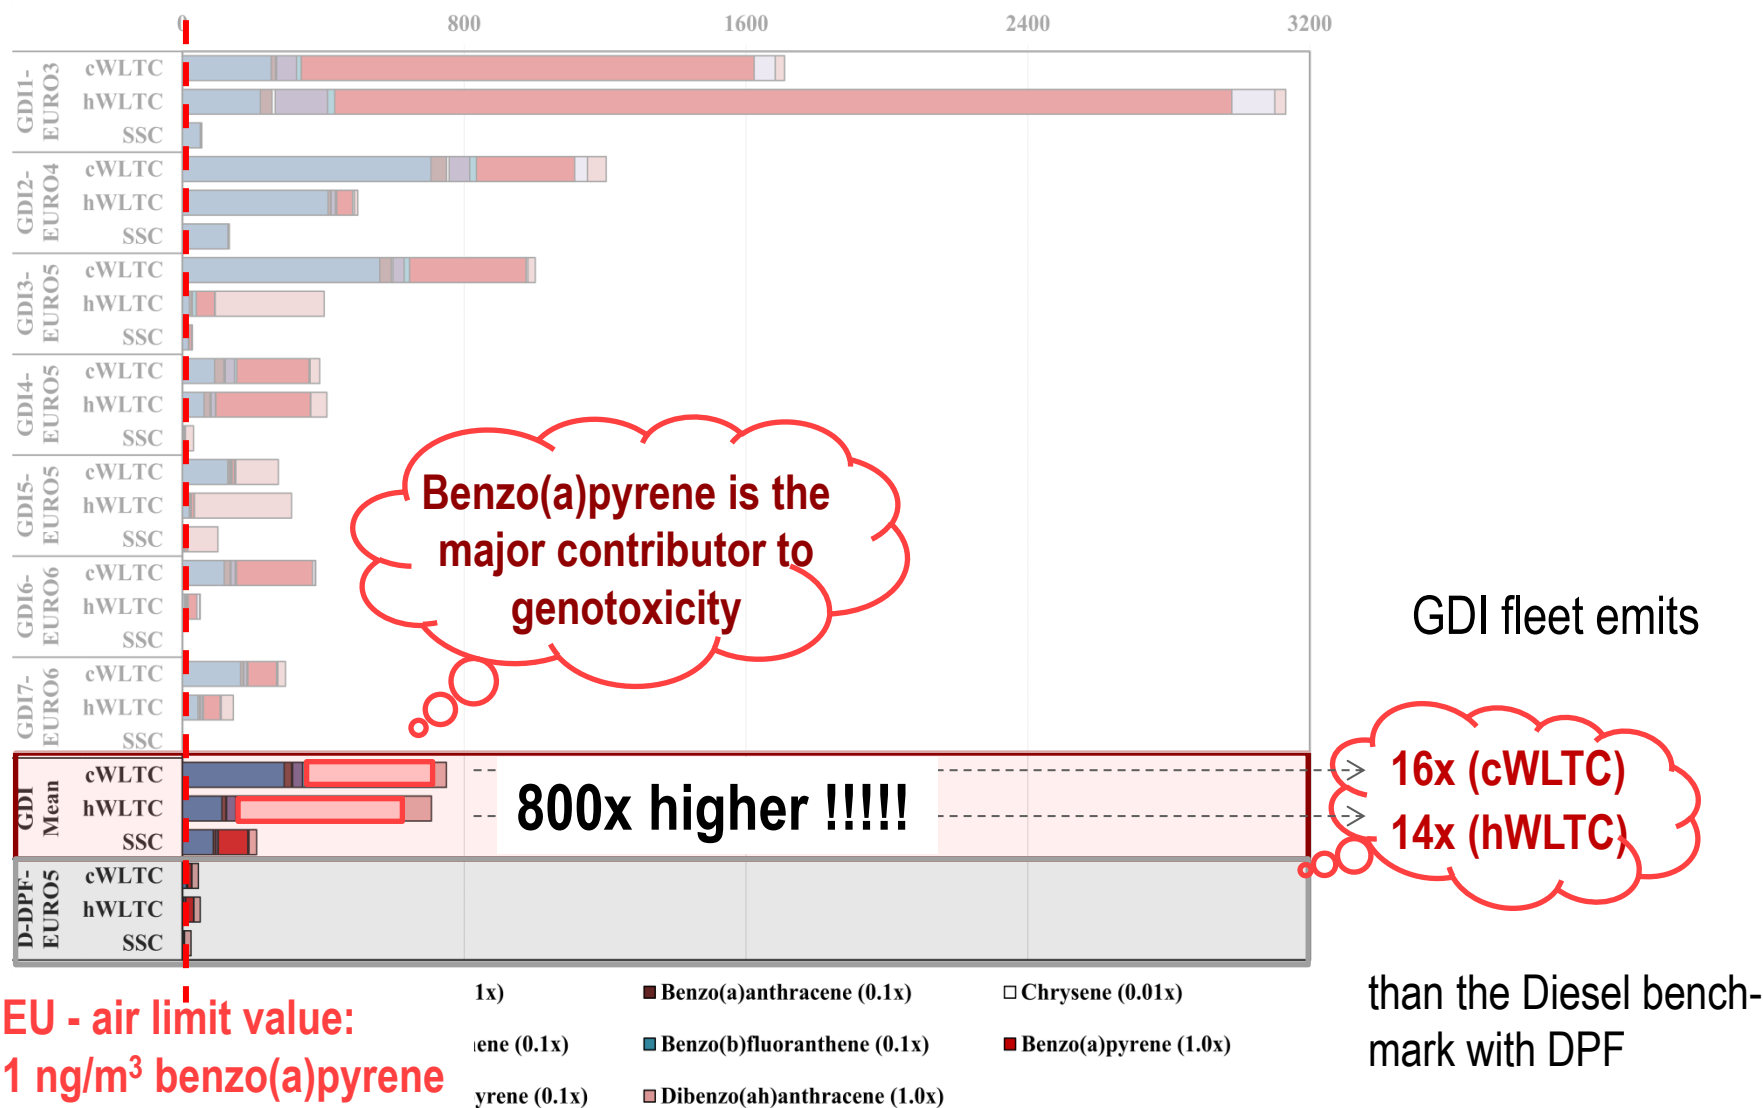 0 800 1600 2400 3200
GDI1-
EURO3
cWLTC
hWLTC
SSC
GDI2-
EURO4
cWLTC
hWLTC
SSC
GDI3-
EURO5
cWLTC
hWLTC
SSC
GDI4-
EURO5
cWLTC
hWLTC
SSC
GDI5-
EURO5
cWLTC
hWLTC
SSC
GDI6-
EURO6
cWLTC
hWLTC
SSC
GDI7-
EURO6
cWLTC
hWLTC
SSC
GDI
Mean
cWLTC
hWLTC
SSC
D-DPF-
EURO5
cWLTC
hWLTC
SSC
Benzo(a)pyrene is the
major contributor to
genotoxicity
800x higher !!!!!
GDI fleet emits
16x (cWLTC)
14x (hWLTC)
than the Diesel bench-
mark with DPF
EU - air limit value:
1 ng/m³ benzo(a)pyrene
1x) Benzo(a)anthracene (0.1x) Chrysene (0.01x)
ene (0.1x) Benzo(b)fluoranthene (0.1x) Benzo(a)pyrene (1.0x)
yrene (0.1x) Dibenzo(ah)anthracene (1.0x)